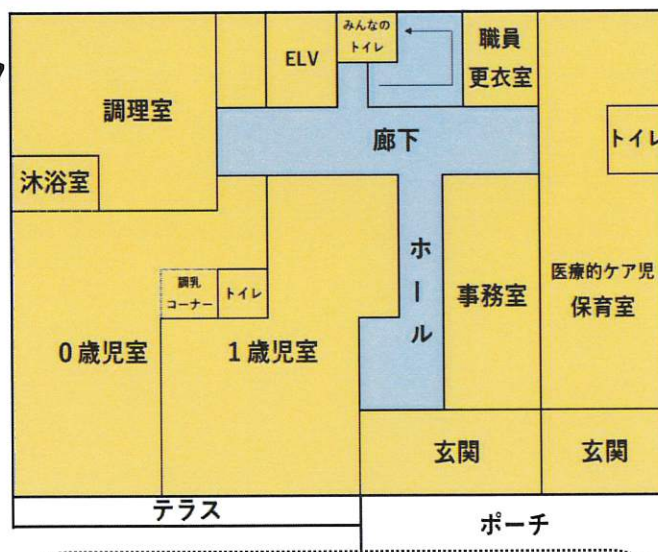 みんなの
トイレ
ELV
職員
更衣室
調理室
廊下
トイレ
沐浴室
ホール
調乳
コーナー
トイレ
医療的ケア児
保育室
事務室
0歳児室
1歳児室
玄関
玄関
テラス
ポーチ